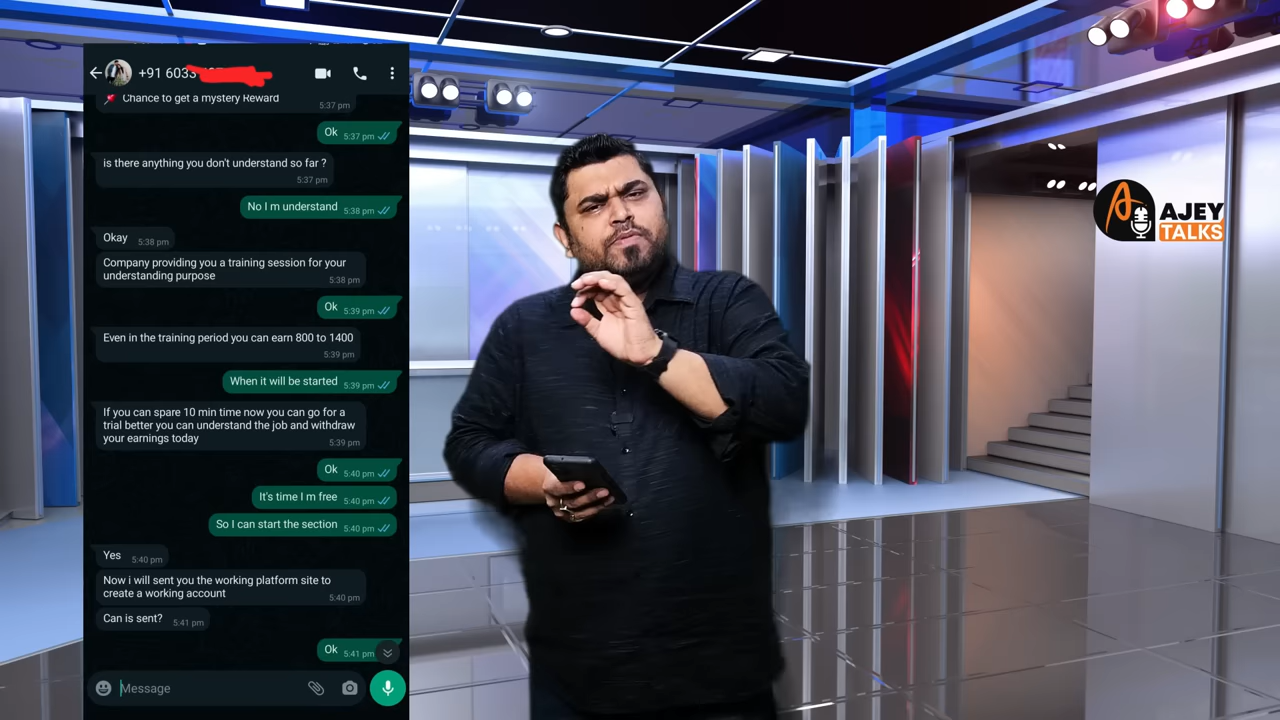 +91 6033
Chance to get a mystery Reward
5:37 pm
Ok 5:37 pm
is there anything you don't understand so far ?
5:37 pm
No I m understand 5:38 pm
Okay 5:38 pm
Company providing you a training session for your
understanding purpose
5:38 pm
Ok 5:39 pm
Even in the training period you can earn 800 to 1400
5:39 pm
When it will be started 5:39 pm
If you can spare 10 min time now you can go for a
trial better you can understand the job and withdraw
your earnings today
5:39 pm
Ok 5:40 pm
It's time I m free 5:40 pm
So I can start the section 5:40 pm
Yes 5:40 pm
Now i will sent you the working platform site to
create a working account
5:40 pm
Can is sent? 5:41 pm
Ok 5:41 pm
Message
AJEY
TALKS